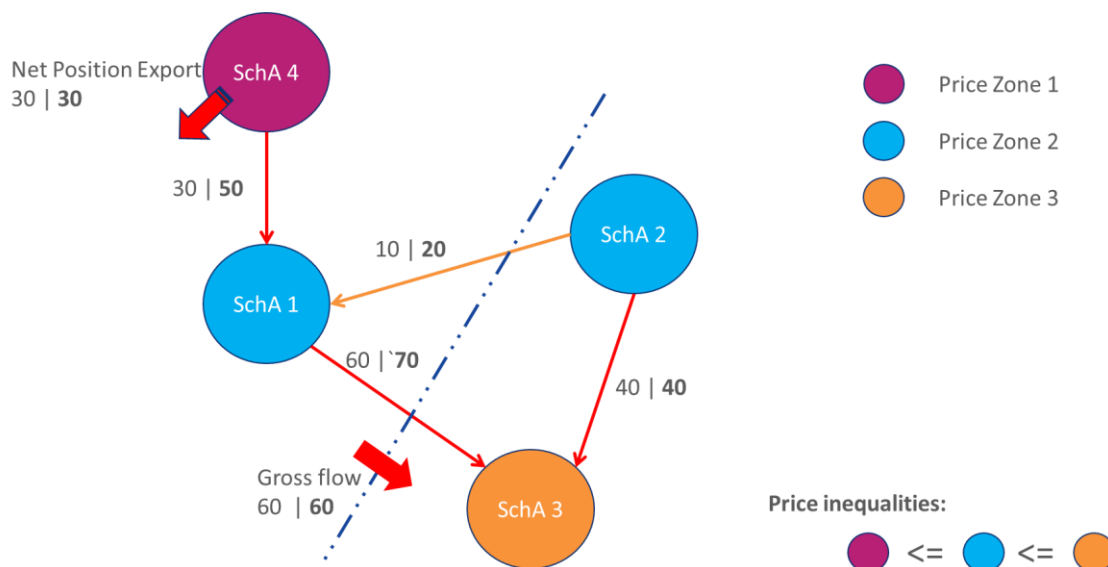 SchA 4
Net Position Export
30 | 30
30 | 50
Price Zone 1
Price Zone 2
Price Zone 3
SchA 2
10 | 20
SchA 1
60 | `70
40 | 40
Gross flow
60 | 60
SchA 3
Price inequalities:
<= <=